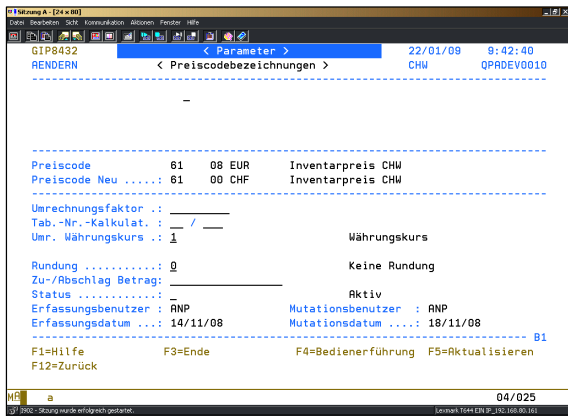 Sitzung A - [24 x 80]
Datei Bearbeiten Sicht Kommunikation Aktionen Fenster Hilfe
GIP8432 < Parameter > 22/01/09 9:42:40
AENDERN < Preiscodebezeichnungen > CHW QPADEV0010
Preiscode 61 08 EUR Inventarpreis CHW
Preiscode Neu .....: 61 00 CHF Inventarpreis CHW
Umrechnungsfaktor .:
Tab.-Nr.-Kalkulat. : /
Umr. Währungskurs .: 1 Währungskurs
Rundung ...........: 0 Keine Rundung
Zu-/Abschlag Betrag:
Status ............: _ Aktiv
Erfassungsbenutzer : ANP Mutationsbenutzer : ANP
Erfassungsdatum ...: 14/11/08 Mutationsdatum ....: 18/11/08
B1
F1=Hilfe F3=Ende F4=Bedienerführung F5=Aktualisieren
F12=Zurück
MA a 04/025
I902 - Sitzung wurde erfolgreich gestartet. Lexmark T644 EIN IP_192.168.80.161